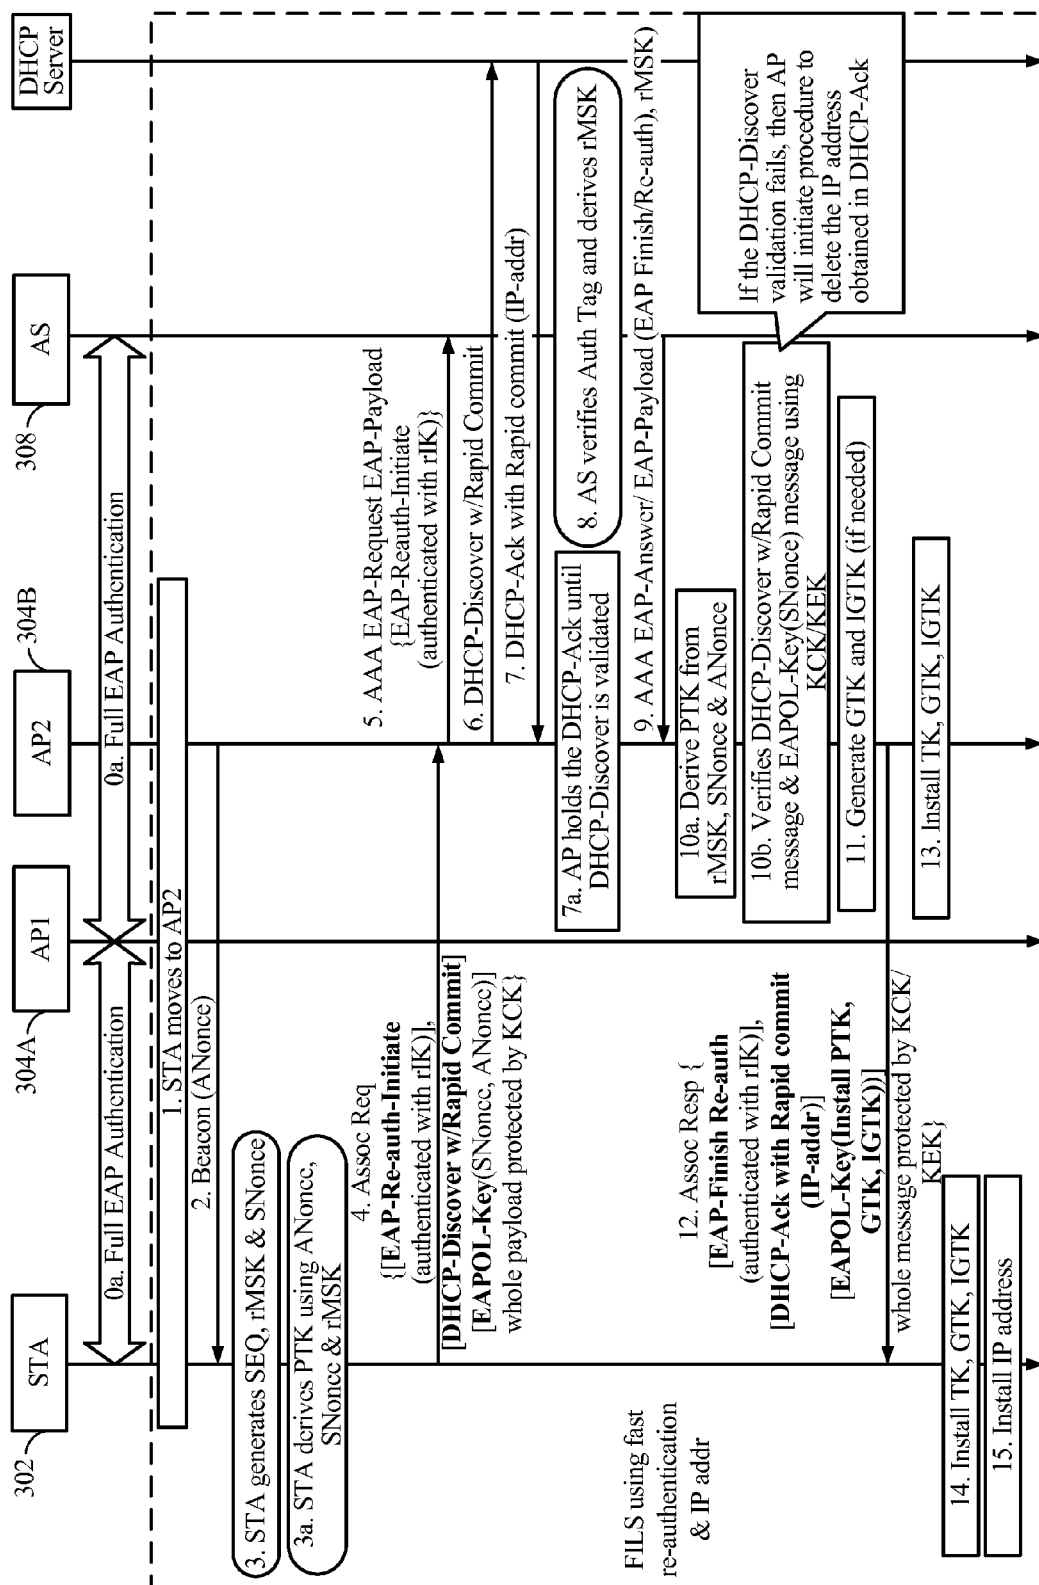 302
STA
304A
AP1
AP2
304B
308
AS
DHCP
Server
0a. Full EAP Authentication
0a. Full EAP Authentication
1. STA moves to AP2
2. Beacon (ANonce)
3. STA generates SEQ, rMSK & SNonce
3a. STA derives PTK using ANonce,
SNonce & rMSK
4. Assoc Req
{[EAP-Re-auth-Initiate
(authenticated with rIK)],
[DHCP-Discover w/Rapid Commit]
[EAPOL-Key(SNonce, ANonce)]
whole payload protected by KCK}
5. AAA EAP-Request EAP-Payload
{EAP-Reauth-Initiate
(authenticated with rIK)}
6. DHCP-Discover w/Rapid Commit
7. DHCP-Ack with Rapid commit (IP-addr)
7a. AP holds the DHCP-Ack until
DHCP-Discover is validated
8. AS verifies Auth Tag and derives rMSK
9. AAA EAP-Answer/ EAP-Payload (EAP Finish/Re-auth), rMSK)
10a. Derive PTK from
rMSK, SNonce & ANonce
10b. Verifies DHCP-Discover w/Rapid Commit
message & EAPOL-Key(SNonce) message using
KCK/KEK
If the DHCP-Discover
validation fails, then AP
will initiate procedure to
delete the IP address
obtained in DHCP-Ack
11. Generate GTK and IGTK (if needed)
12. Assoc Resp {
[EAP-Finish Re-auth
(authenticated with rIK)],
[DHCP-Ack with Rapid commit
(IP-addr)]
[EAPOL-Key(Install PTK,
GTK, IGTK))]
whole message protected by KCK/
KEK}
13. Install TK, GTK, IGTK
14. Install TK, GTK, IGTK
15. Install IP address
FILS using fast
re-authentication
& IP addr